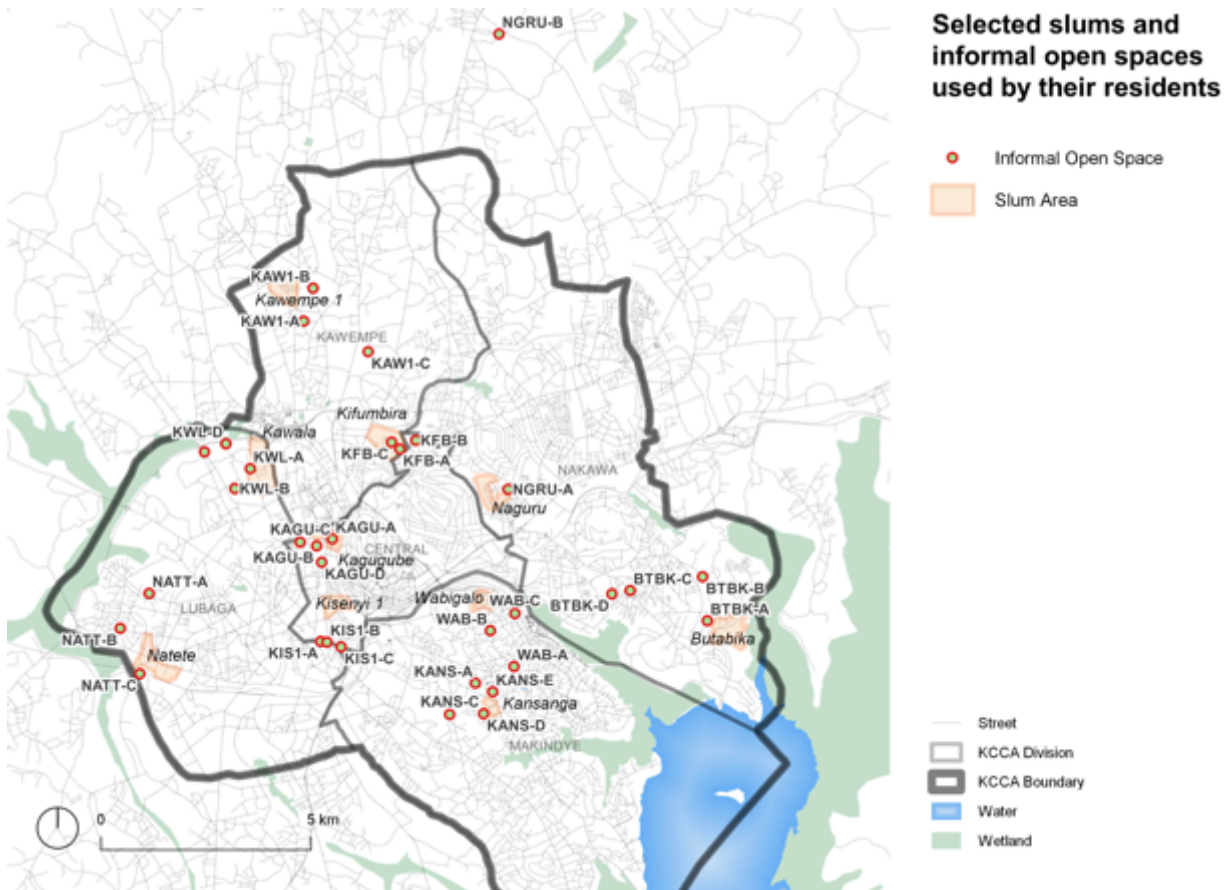 NGRU-B
Selected slums and
informal open spaces
used by their residents
Informal Open Space
Slum Area
KAW1-B
Kawempe 1
KAW1-A
KAWEMPE
KAW1-C
Kifumbira
KWL-D
Kawala
KFB-B
KFB-C
KFB-A
KWL-A
NAKAWA
KWL-B
NGRU-A
Naguru
KAGU-C
KAGU-A
CENTRAL
KAGU-B
Kagugube
KAGU-D
NATT-A
BTBK-C
BTBK-B
LUBAGA
Kisenyi 1
Wabigalo
WAB-C
BTBK-D
BTBK-A
WAB-B
NATT-B
KIS1-B
Butabika
KIS1-A
KIS1-C
Natete
WAB-A
KANS-A
NATT-C
KANS-E
KANS-C
Kansanga
KANS-D
MAKINDYE
Street
KCCA Division
KCCA Boundary
Water
Wetland
0
5 km